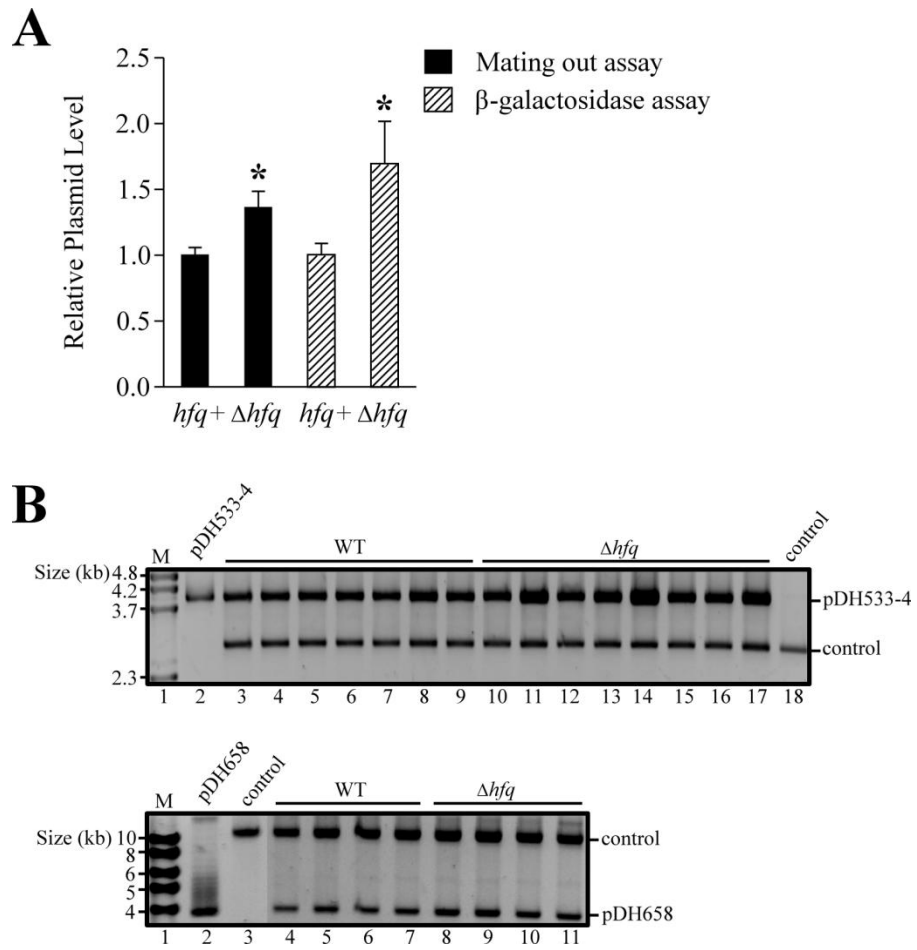 A
2.5
2.0
1.5
1.0
0.5
0.0
Relative Plasmid Level
* *
hfq+ Δhfq hfq+ Δhfq
Mating out assay
β-galactosidase assay
B
M pDH533-4 WT Δhfq control
Size (kb) 4.8
4.2
3.7
2.3
pDH533-4
control
1 2 3 4 5 6 7 8 9 10 11 12 13 14 15 16 17 18
M pDH658 control WT Δhfq
Size (kb) 10
8
6
5
4
control
pDH658
1 2 3 4 5 6 7 8 9 10 11